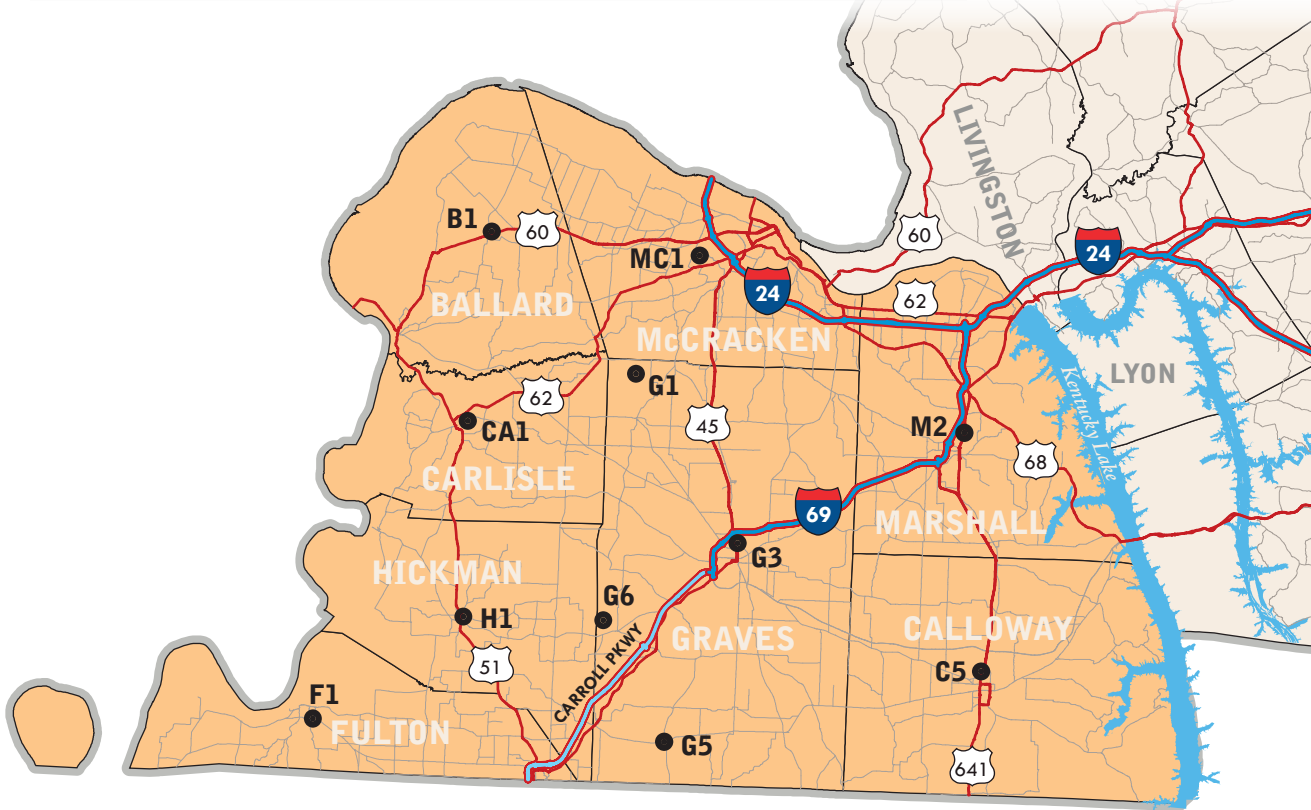 LIVINGSTON
B1
60
60
MC1
24
24
62
BALLARD
McCRACKEN
LYON
G1
Kentucky Lake
62
45
CA1
M2
68
CARLISLE
69
MARSHALL
G3
HICKMAN
G6
H1
GRAVES
CALLOWAY
51
CARROLL PKWY
C5
F1
FULTON
G5
641